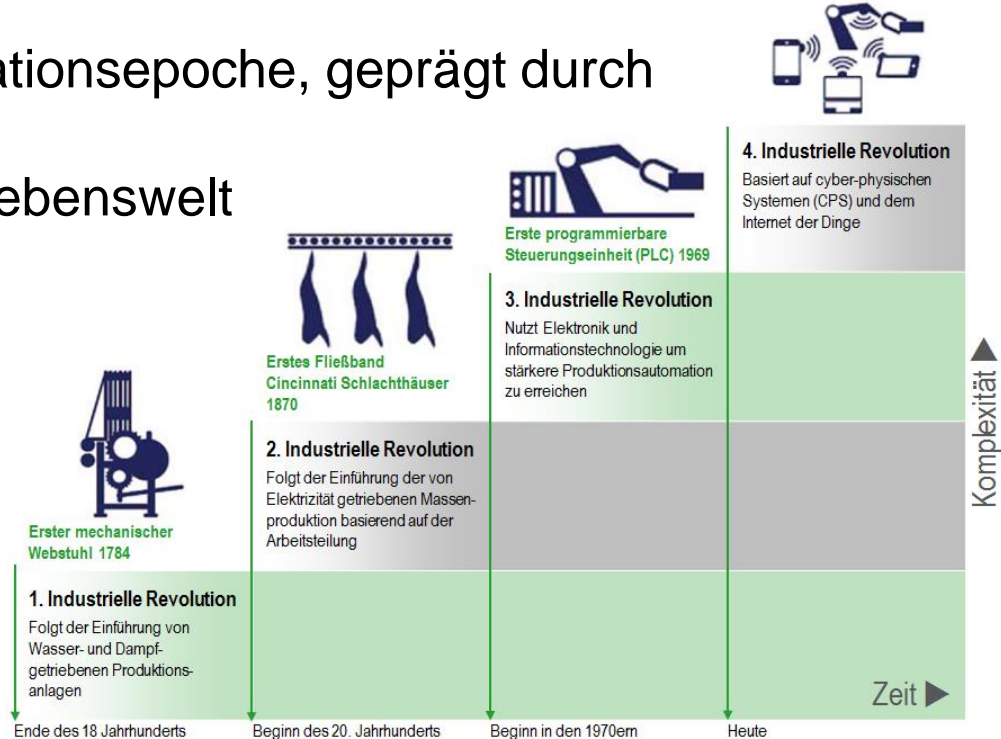 ationsepoche, geprägt durch
ebenswelt
4. Industrielle Revolution
Basiert auf cyber-physischen
Systemen (CPS) und dem
Internet der Dinge
Erste programmierbare
Steuerungseinheit (PLC) 1969
3. Industrielle Revolution
Nutzt Elektronik und
Informationstechnologie um
stärkere Produktionsautomation
zu erreichen
Erstes Fließband
Cincinnati Schlachthäuser
1870
2. Industrielle Revolution
Folgt der Einführung der von
Elektrizität getriebenen Massen-
produktion basierend auf der
Arbeitsteilung
Erster mechanischer
Webstuhl 1784
1. Industrielle Revolution
Folgt der Einführung von
Wasser- und Dampf-
getriebenen Produktions-
anlagen
Komplexität ▶
Zeit ▶
Ende des 18 Jahrhunderts
Beginn des 20. Jahrhunderts
Beginn in den 1970ern
Heute